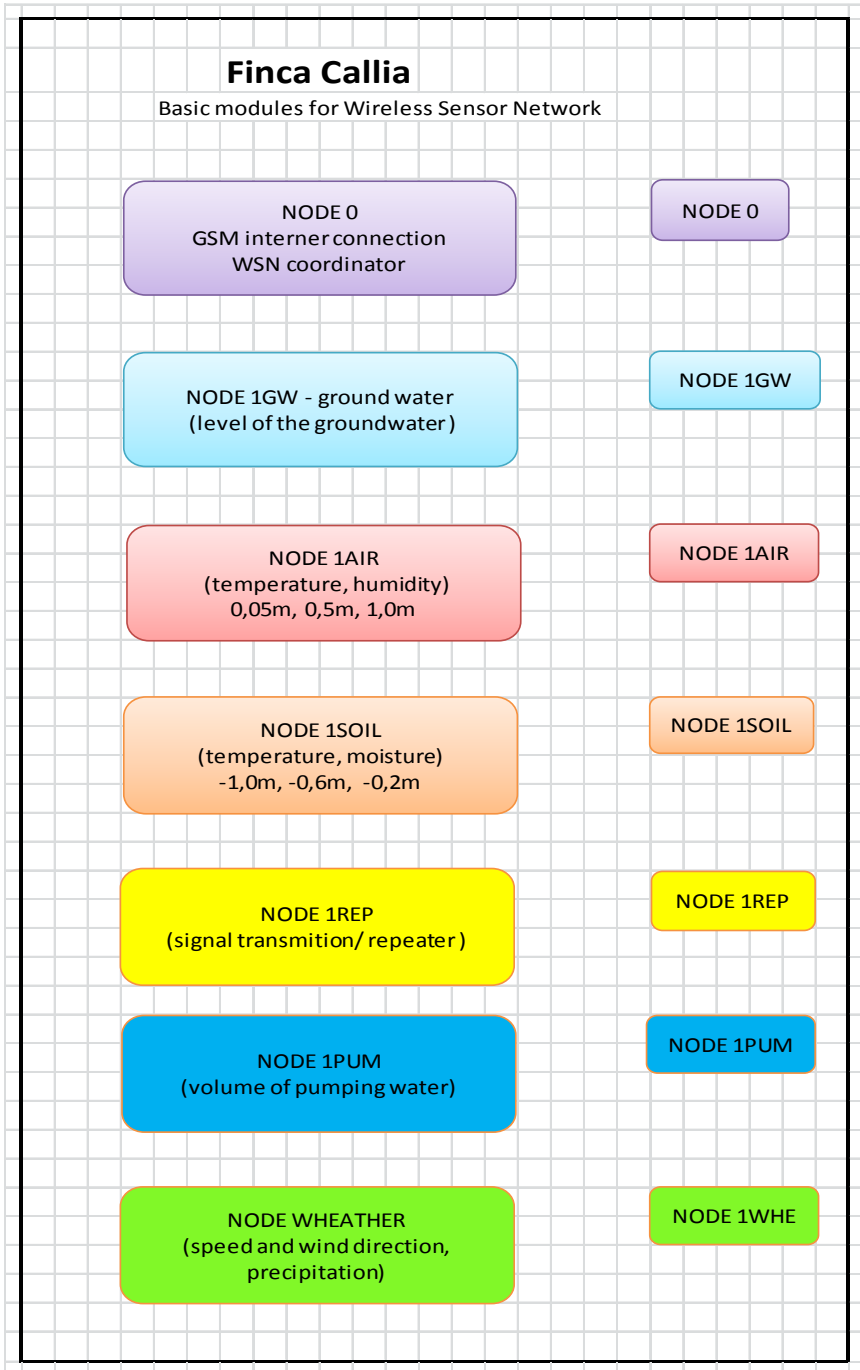 Finca Callia
Basic modules for Wireless Sensor Network
NODE 0
GSM interner connection
WSN coordinator
NODE 0
NODE 1GW - ground water
(level of the groundwater )
NODE 1GW
NODE 1AIR
(temperature, humidity)
0,05m, 0,5m, 1,0m
NODE 1AIR
NODE 1SOIL
(temperature, moisture)
-1,0m, -0,6m, -0,2m
NODE 1SOIL
NODE 1REP
(signal transmition/ repeater )
NODE 1REP
NODE 1PUM
(volume of pumping water)
NODE 1PUM
NODE WHEATHER
(speed and wind direction,
precipitation)
NODE 1WHE